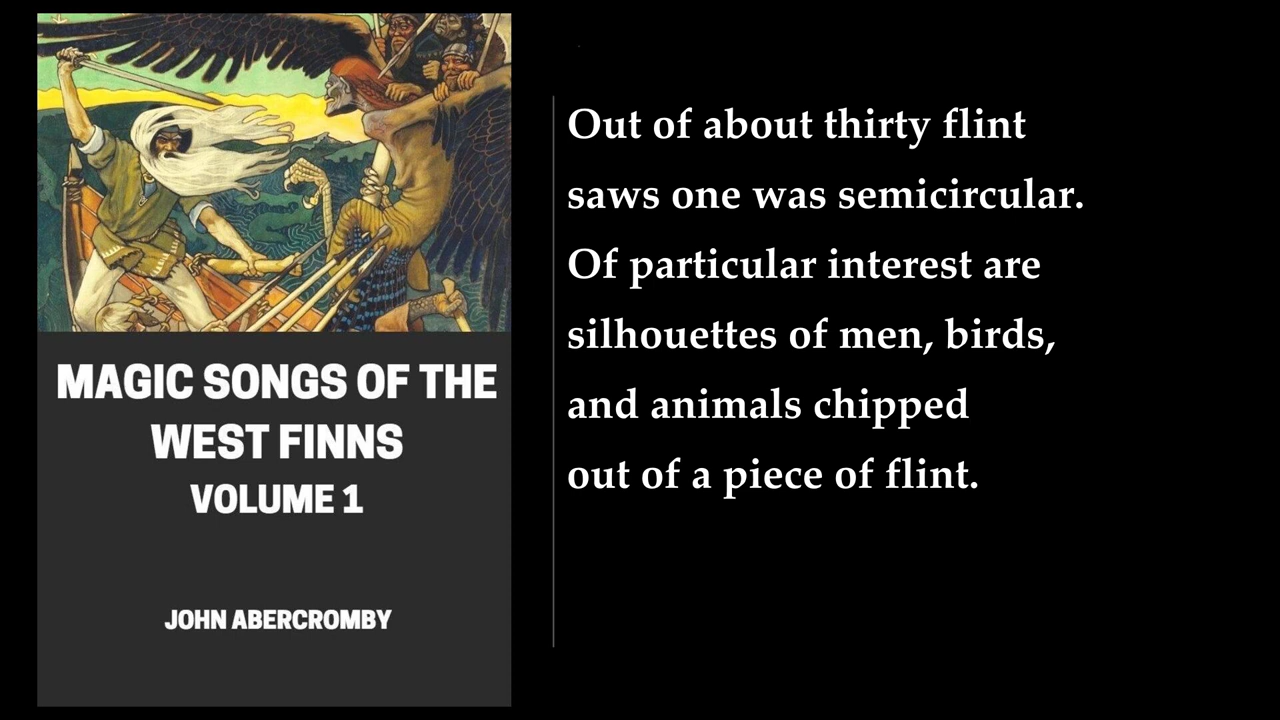 MAGIC SONGS OF THE
WEST FINNS
VOLUME 1
JOHN ABERCROMBY
Out of about thirty flint
saws one was semicircular.
Of particular interest are
silhouettes of men, birds,
and animals chipped
out of a piece of flint.